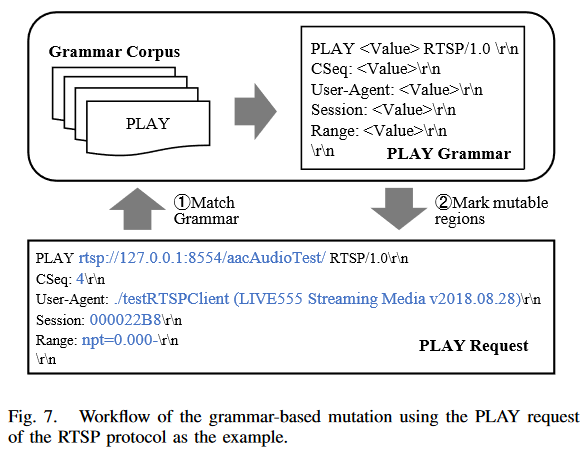 Grammar Corpus
PLAY
PLAY <Value> RTSP/1.0 \r\n
CSeq: <Value>\r\n
User-Agent: <Value>\r\n
Session: <Value>\r\n
Range: <Value>\r\n
\r\n
PLAY Grammar
①Match
Grammar
②Mark mutable
regions
PLAY rtsp://127.0.0.1:8554/aacAudioTest/ RTSP/1.0\r\n
CSeq: 4\r\n
User-Agent: ./testRTSPClient (LIVE555 Streaming Media v2018.08.28)\r\n
Session: 000022B8\r\n
Range: npt=0.000-\r\n
\r\n
PLAY Request
Fig. 7. Workflow of the grammar-based mutation using the PLAY request
of the RTSP protocol as the example.